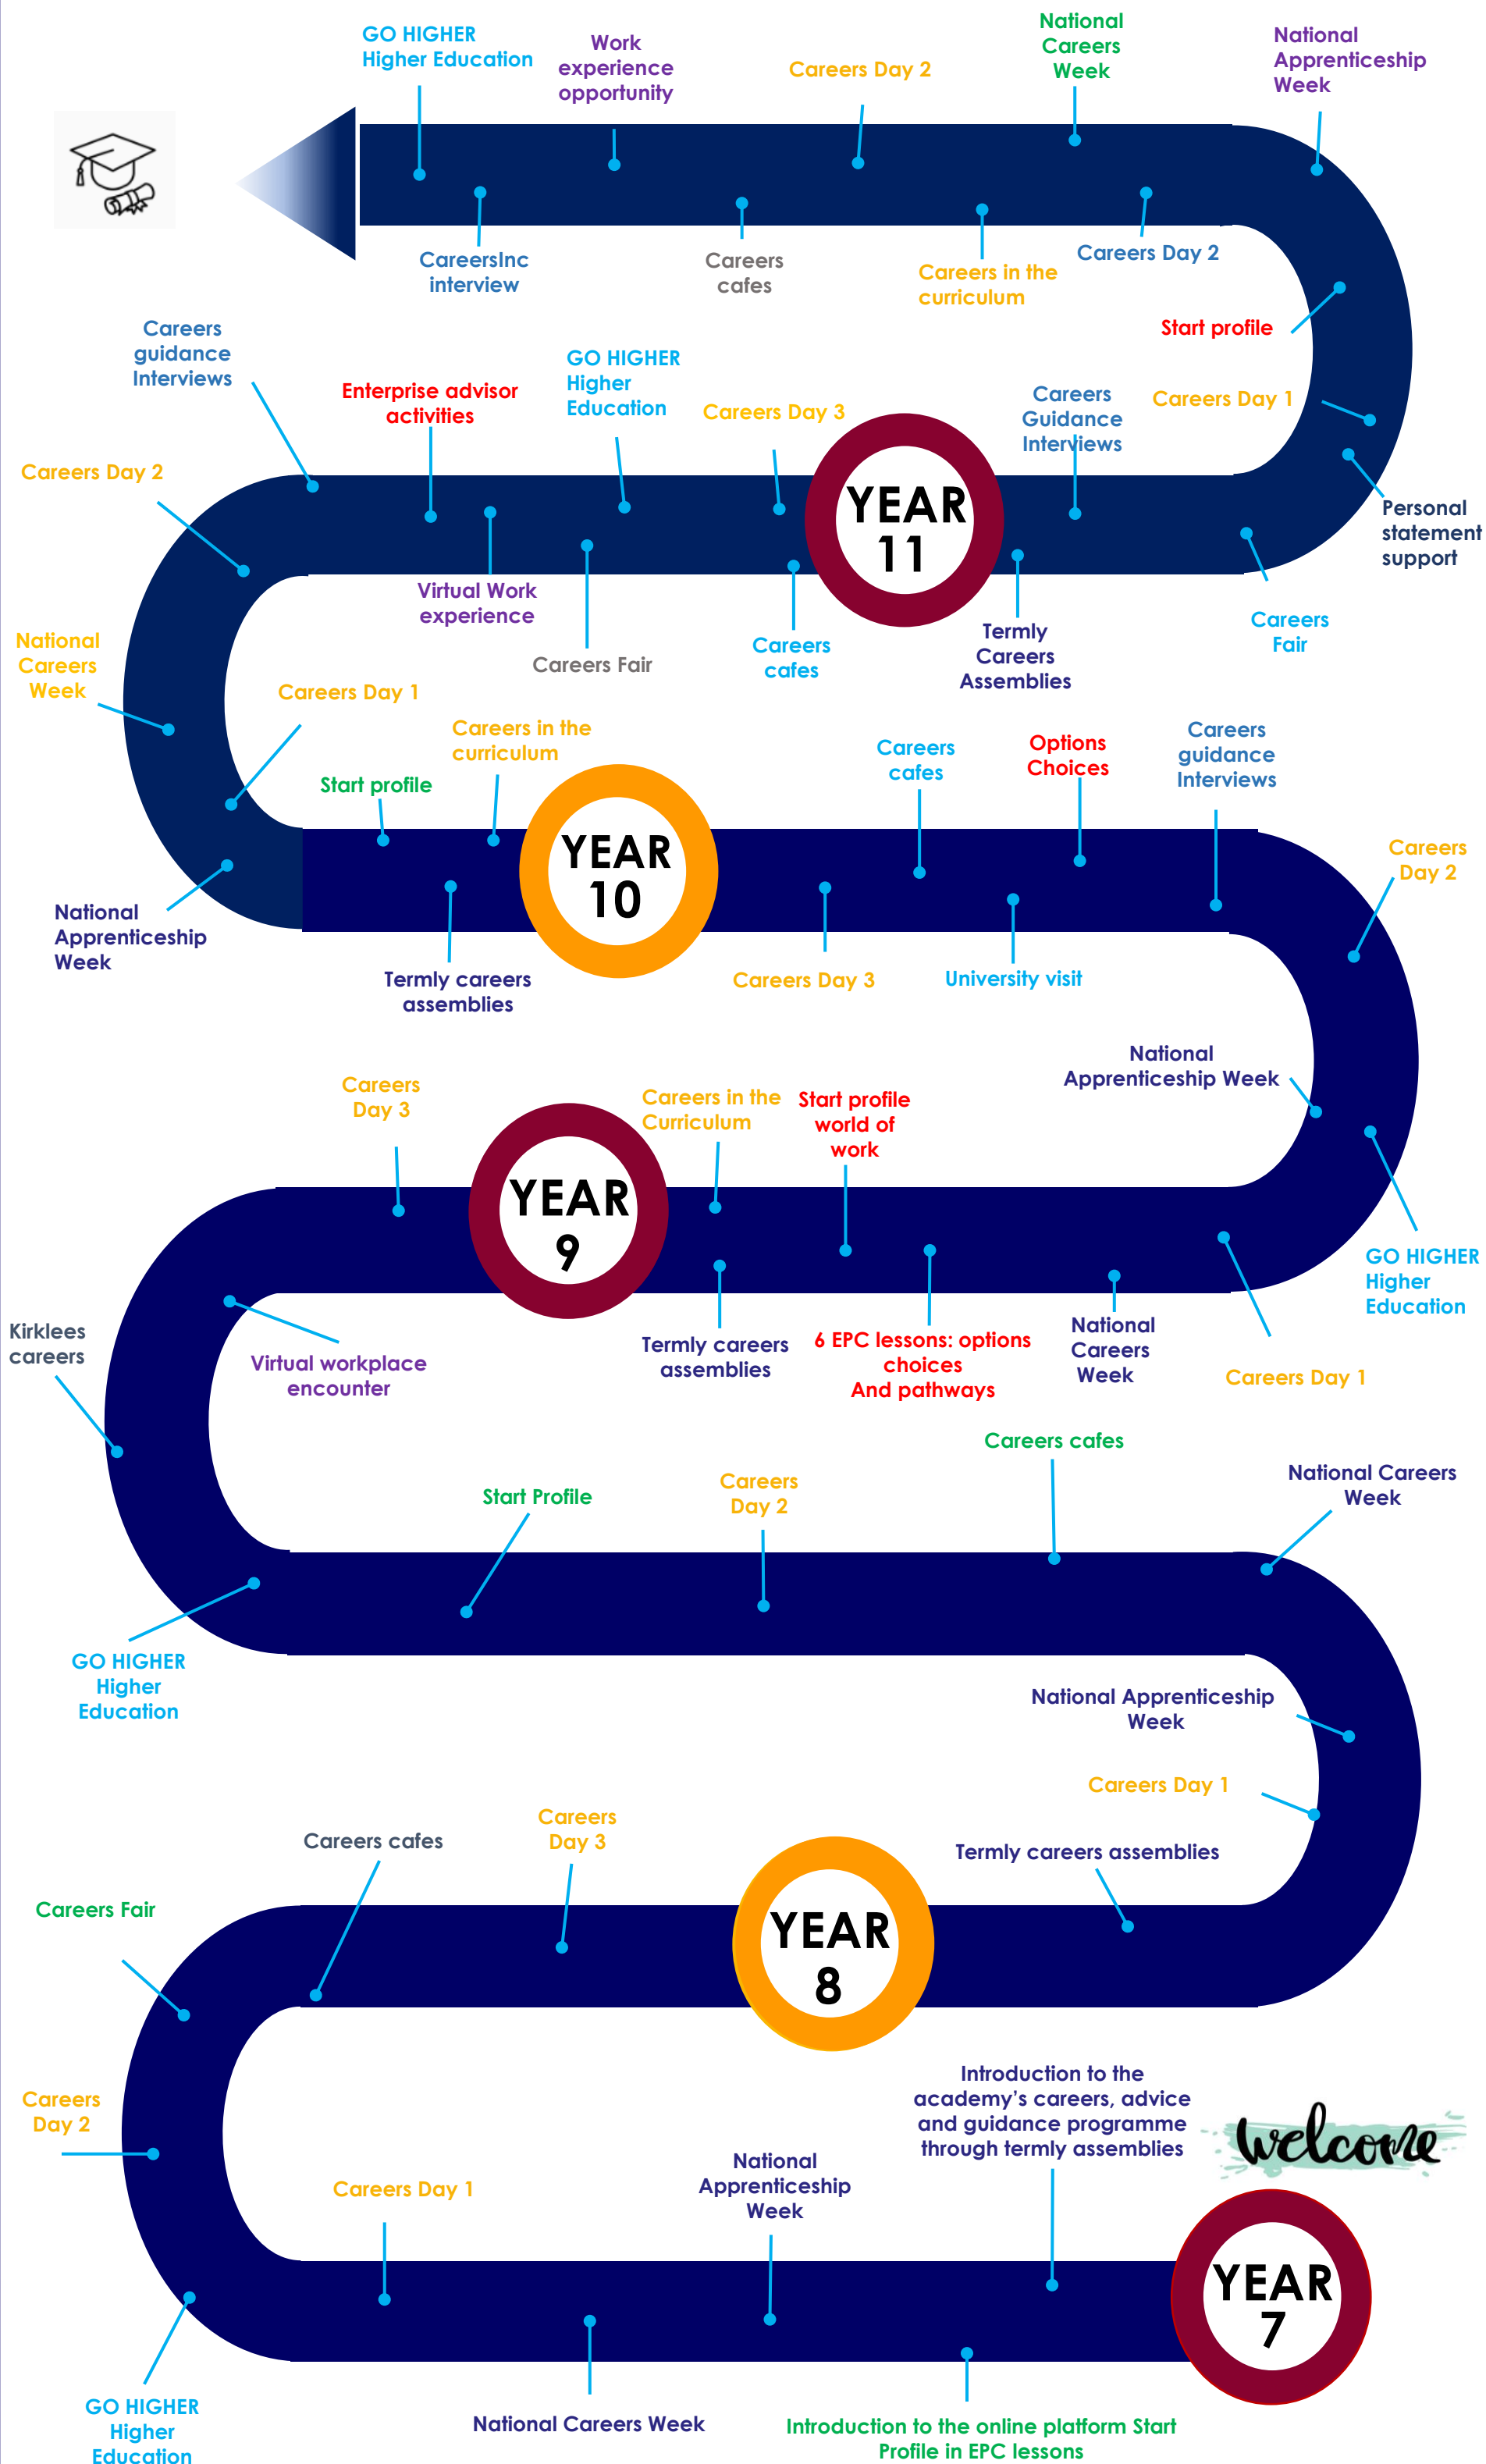 GO HIGHER
Higher Education
Work
experience
opportunity
Careers Day 2
National
Careers
Week
National
Apprenticeship
Week
CareersInc
interview
Careers
cafes
Careers in the
curriculum
Careers Day 2
Start profile
Careers
guidance
Interviews
Enterprise advisor
activities
GO HIGHER
Higher
Education
Careers Day 3
Careers
Guidance
Interviews
Careers Day 1
Careers Day 2
YEAR
11
Personal
statement
support
Virtual Work
experience
Careers Fair
Careers
cafes
Termly
Careers
Assemblies
Careers
Fair
National
Careers
Week
Careers Day 1
Start profile
Careers in the
curriculum
Careers
cafes
Options
Choices
Careers
guidance
Interviews
YEAR
10
Careers
Day 2
National
Apprenticeship
Week
Termly careers
assemblies
Careers Day 3
University visit
National
Apprenticeship Week
Careers
Day 3
Careers in the
Curriculum
Start profile
world of
work
YEAR
9
GO HIGHER
Higher
Education
Kirklees
careers
Virtual workplace
encounter
Termly careers
assemblies
6 EPC lessons: options
choices
And pathways
National
Careers
Week
Careers Day 1
Start Profile
Careers
Day 2
Careers cafes
National Careers
Week
GO HIGHER
Higher
Education
National Apprenticeship
Week
Careers Day 1
Careers cafes
Careers
Day 3
Termly careers assemblies
Careers Fair
YEAR
8
Careers
Day 2
Introduction to the
academy's careers, advice
and guidance programme
through termly assemblies
welcome
Careers Day 1
National
Apprenticeship
Week
YEAR
7
GO HIGHER
Higher
Education
National Careers Week
Introduction to the online platform Start
Profile in EPC lessons